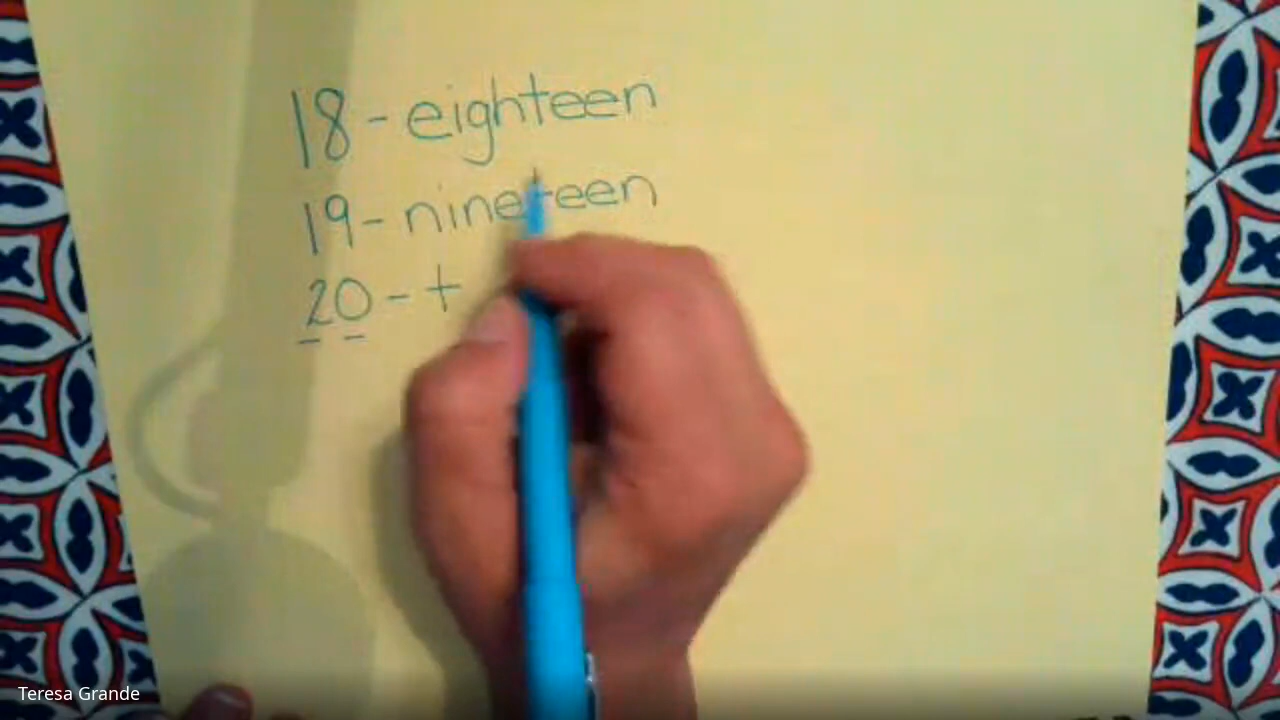 18 - eighteen
19 - nineteen
20 - t
Teresa Grande